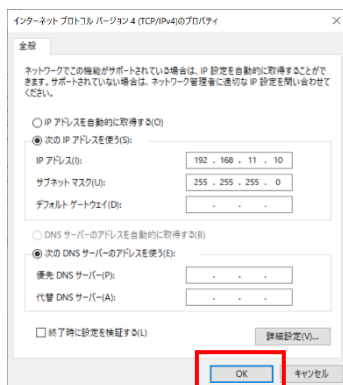 インターネット プロトコル バージョン 4 (TCP/IPv4)のプロパティ
全般
ネットワークでこの機能がサポートされている場合は、IP 設定を自動的に取得することがで
きます。サポートされていない場合は、ネットワーク管理者に適切な IP 設定を問い合わせて
ください。
IP アドレスを自動的に取得する(O)
次の IP アドレスを使う(S):
IP アドレス(I): 192 . 168 . 11 . 10
サブネット マスク(U): 255 . 255 . 255 . 0
デフォルト ゲートウェイ(D): . . .
DNS サーバーのアドレスを自動的に取得する(B)
次の DNS サーバーのアドレスを使う(E):
優先 DNS サーバー(P): . . .
代替 DNS サーバー(A): . . .
終了時に設定を検証する(L)
詳細設定(V)...
OK キャンセル